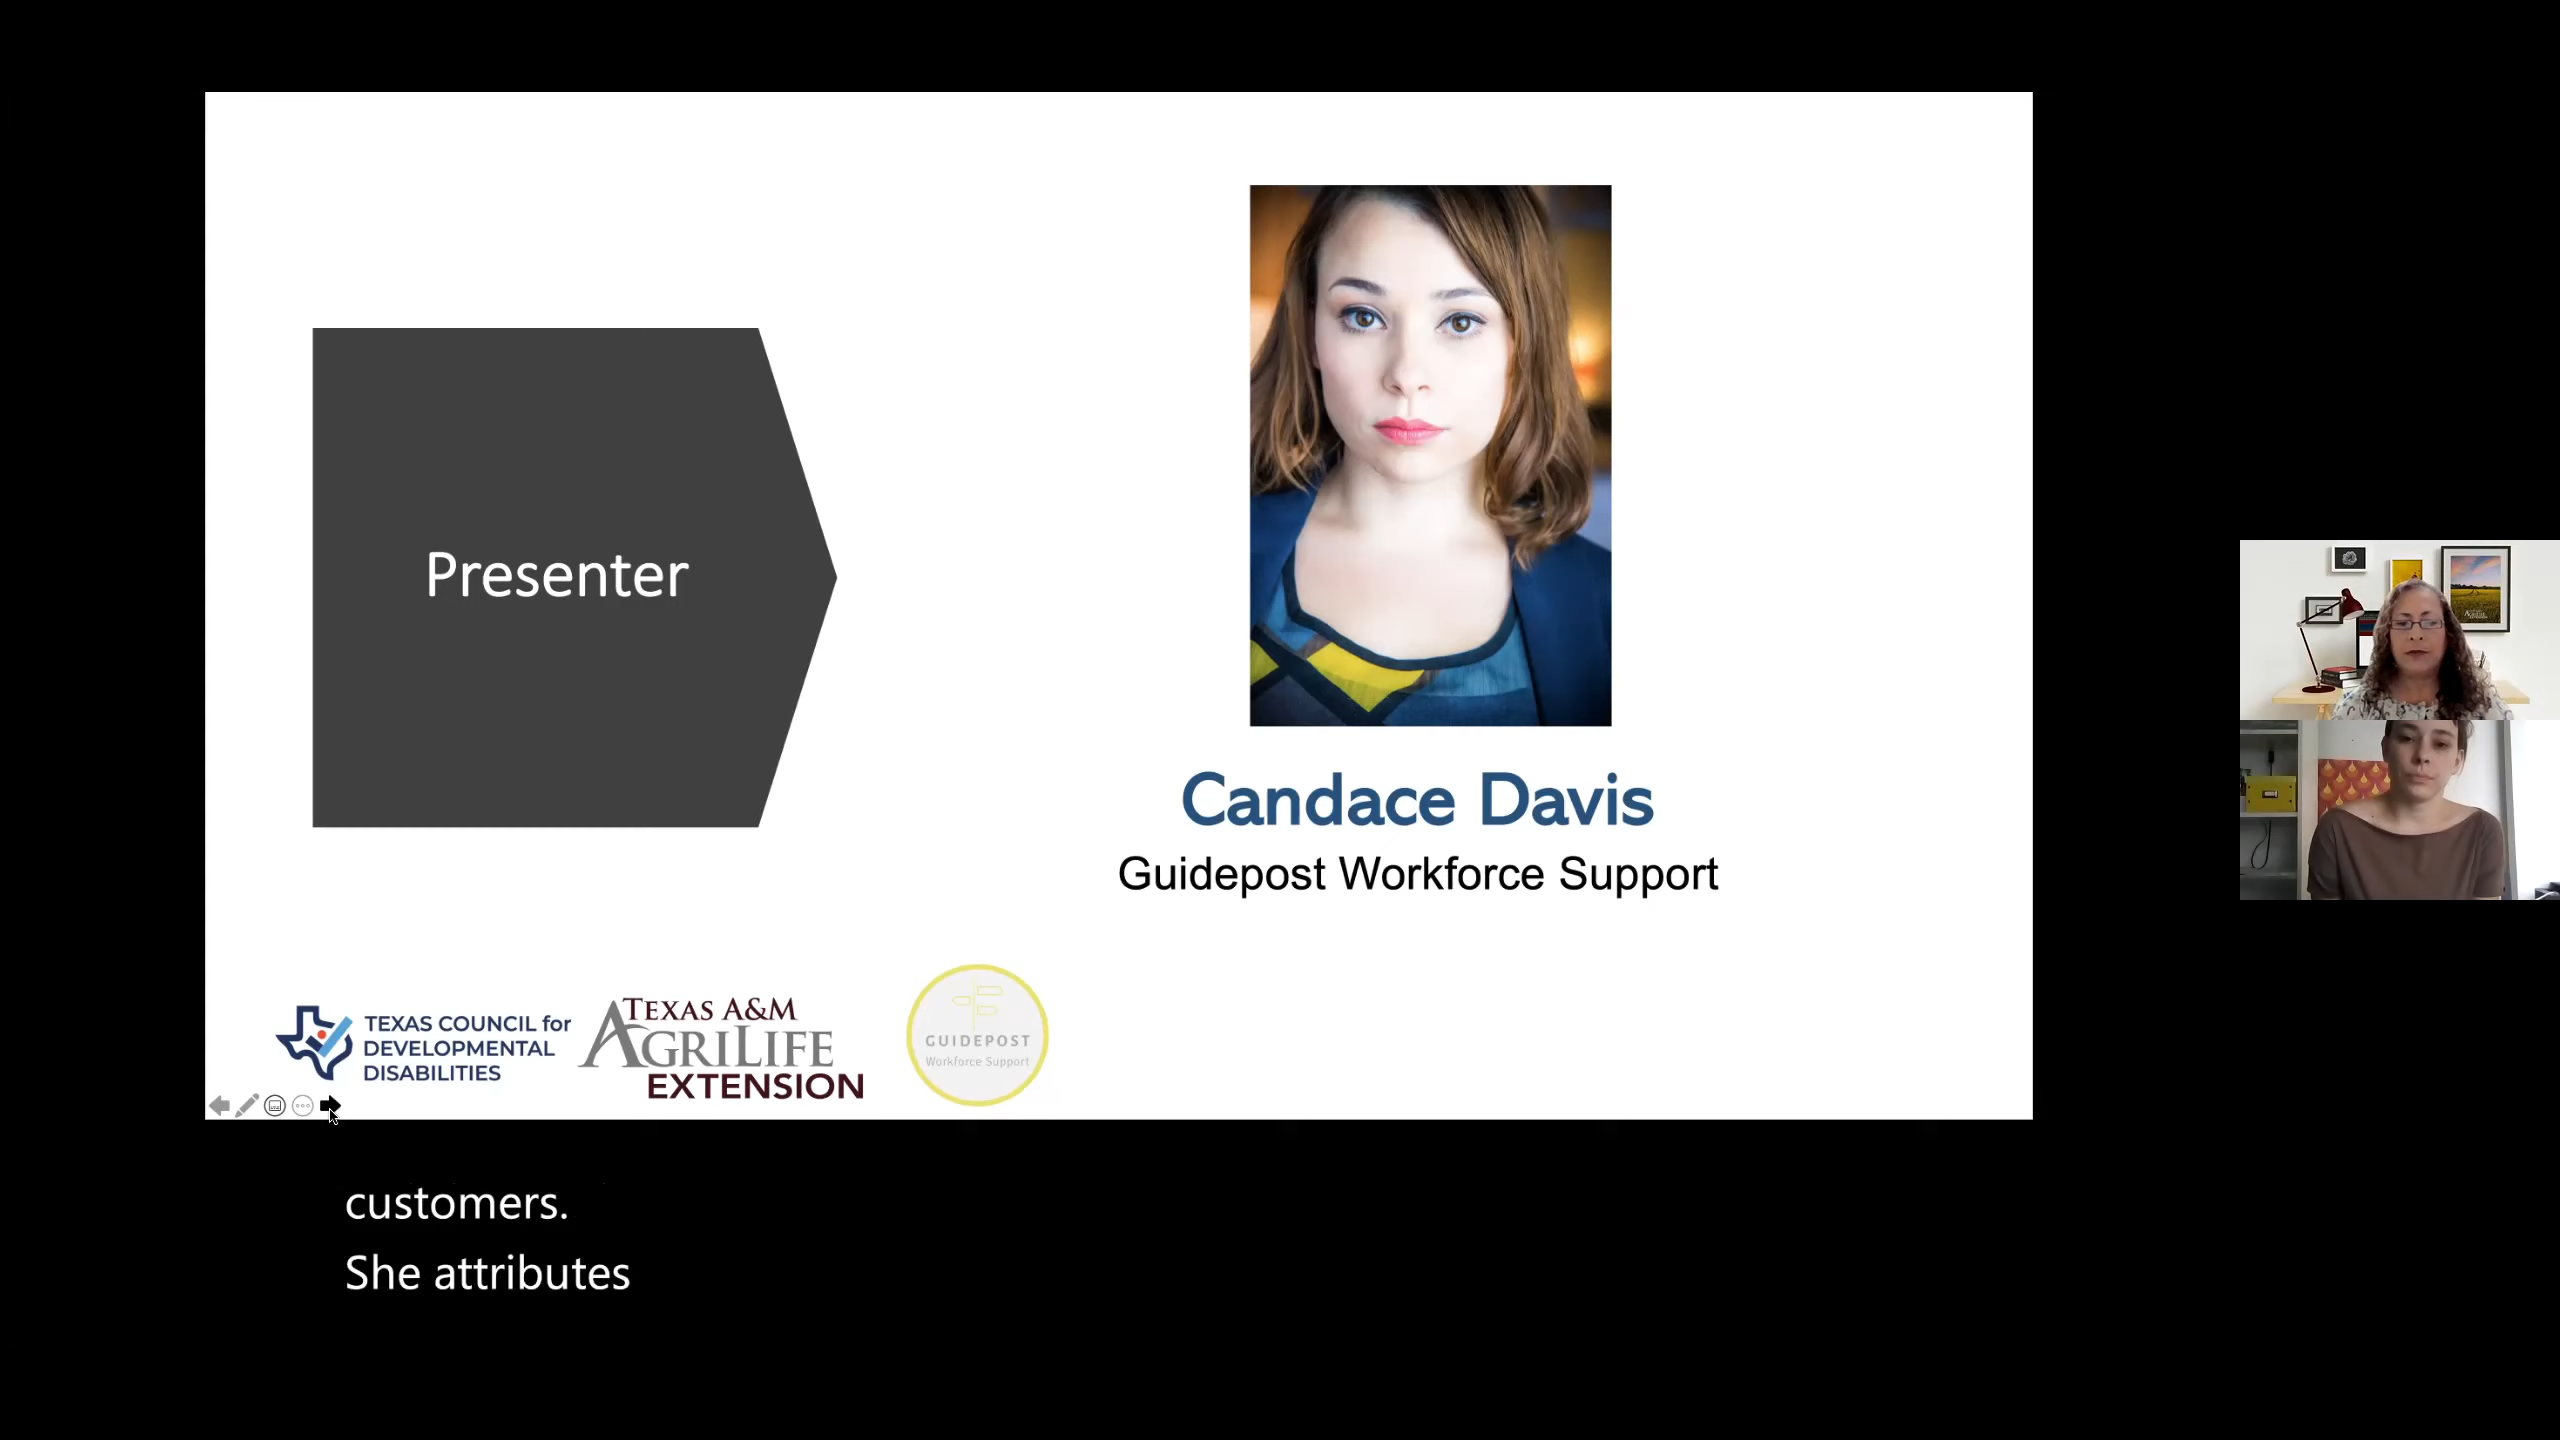 Presenter
Candace Davis
Guidepost Workforce Support
TEXAS COUNCIL for
DEVELOPMENTAL
DISABILITIES
TEXAS A&M
AGRILIFE
EXTENSION
GUIDEPOST
Workforce Support
customers.
She attributes